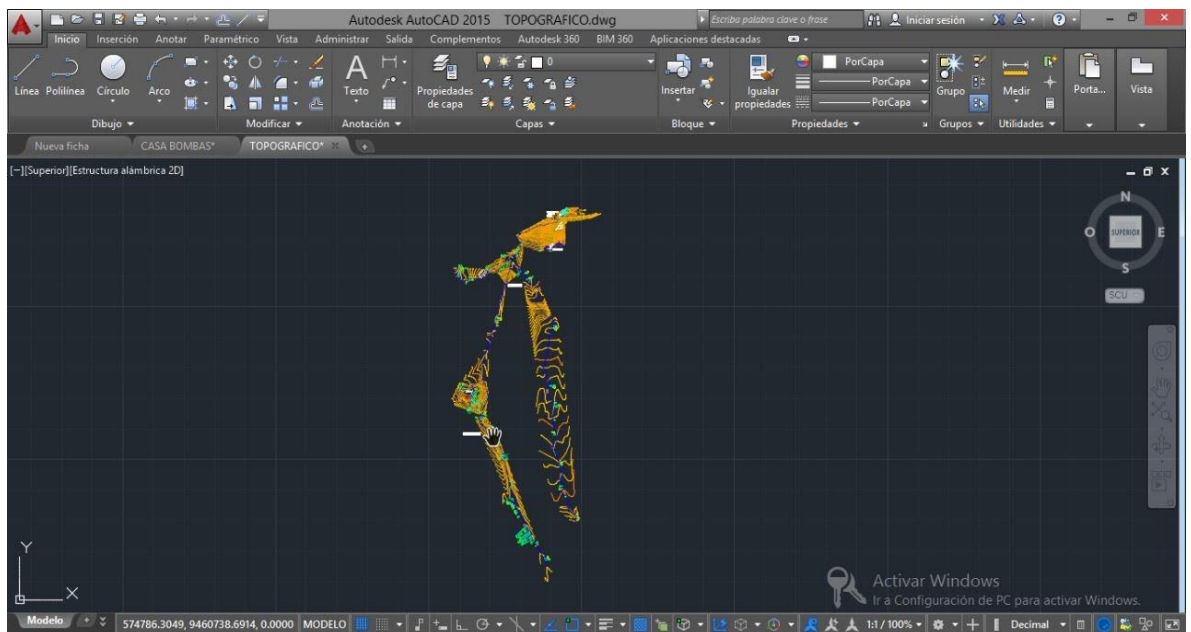 Autodesk AutoCAD 2015 TOPOGRAFICO.dwg
Escriba palabra clave o frase
Iniciar sesión
Inicio Inserción Anotar Paramétrico Vista Administrar Salida Complementos Autodesk 360 BIM 360 Aplicaciones destacadas
Línea Polilínea Círculo Arco
Texto
Propiedades de capa
0
Insertar
Igualar propiedades
PorCapa
PorCapa
PorCapa
Grupo
Medir
Porta...
Vista
Dibujo Modificar Anotación Capas Bloque Propiedades Grupos Utilidades
Nueva ficha CASA BOMBAS* TOPOGRAFICO*
[−][Superior][Estructura alámbrica 2D]
N
O SUPERIOR E
S
SCU
Y
X
Activar Windows
Ir a Configuración de PC para activar Windows.
Modelo 574786.3049, 9460738.6914, 0.0000 MODELO 1:1 / 100% Decimal